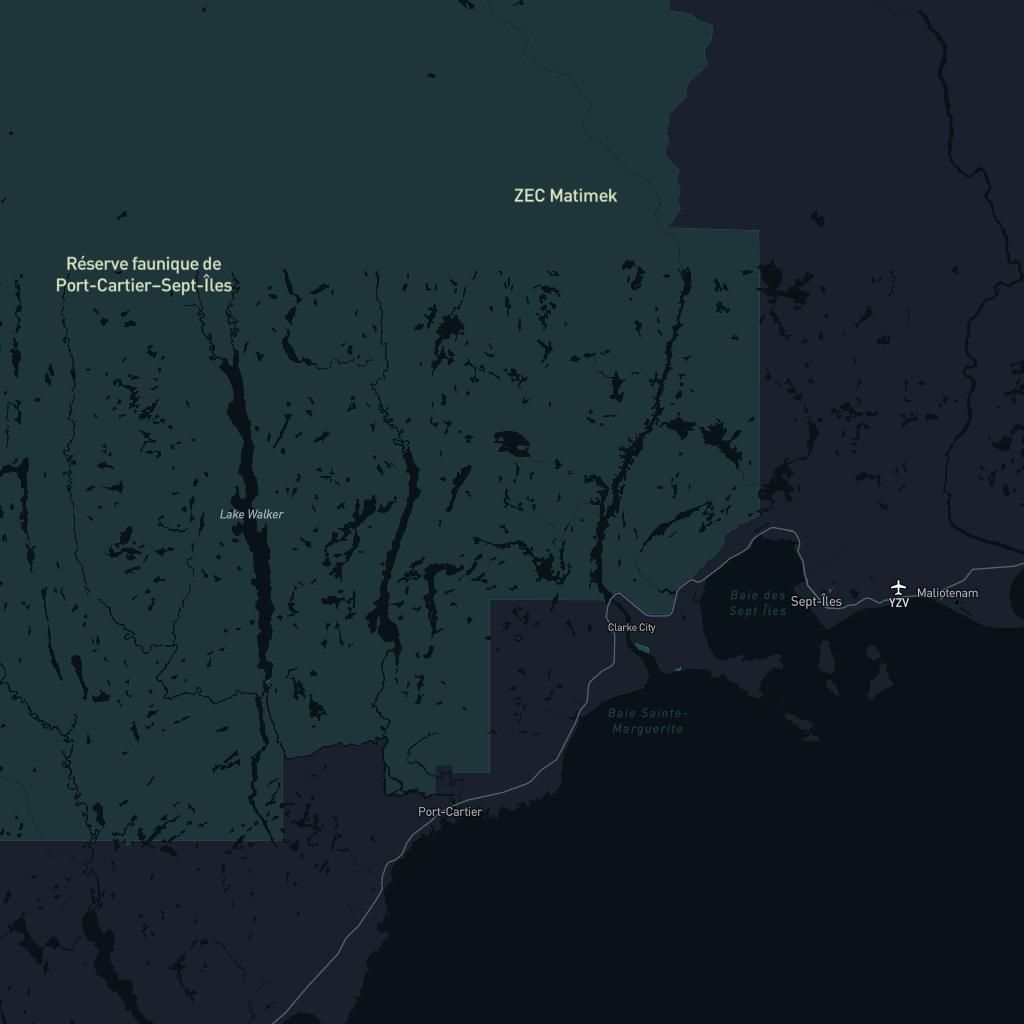 ZEC Matimek
Réserve faunique de
Port-Cartier–Sept-Îles
Lake Walker
Baie des
Sept Îles
Sept-Îles
YZV
Maliotenam
Clarke City
Baie Sainte-
Marguerite
Port-Cartier